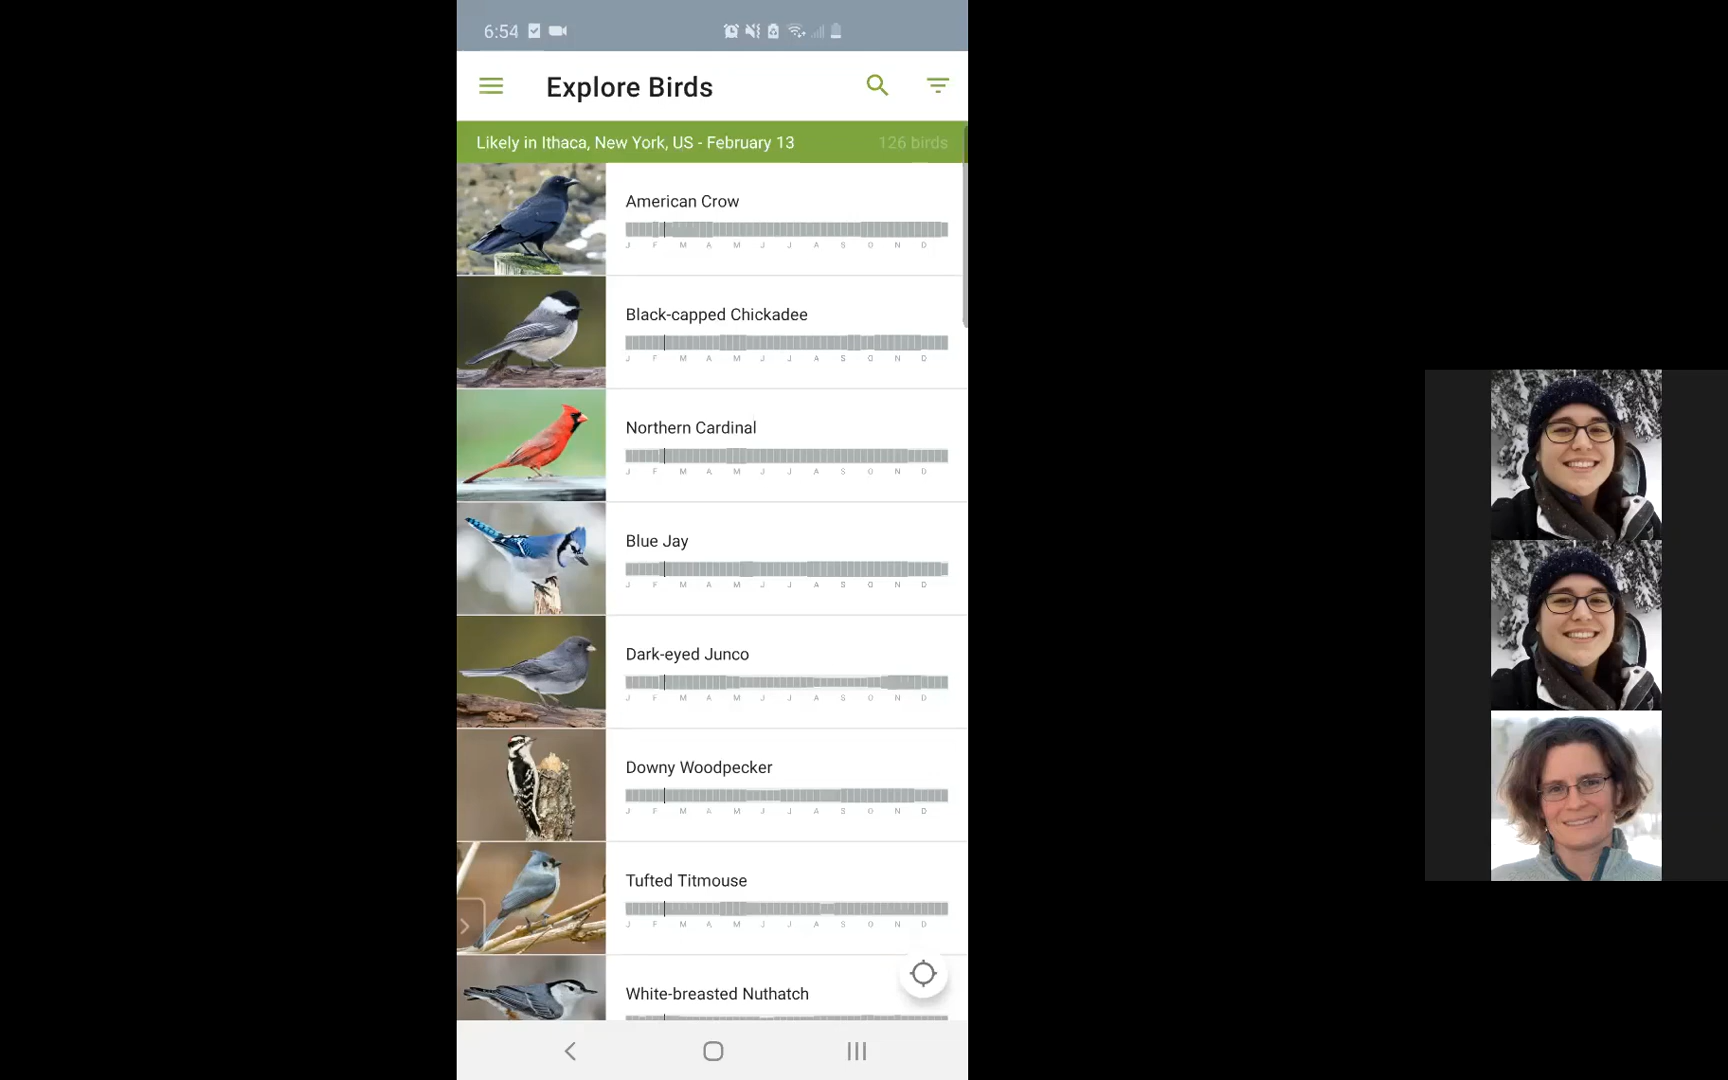 6:54
Explore Birds
Likely in Ithaca, New York, US - February 13 126 birds
American Crow
J F M A M J J A S O N D
Black-capped Chickadee
J F M A M J J A S O N D
Northern Cardinal
J F M A M J J A S O N D
Blue Jay
J F M A M J J A S O N D
Dark-eyed Junco
J F M A M J J A S O N D
Downy Woodpecker
J F M A M J J A S O N D
Tufted Titmouse
J F M A M J J A S O N D
White-breasted Nuthatch